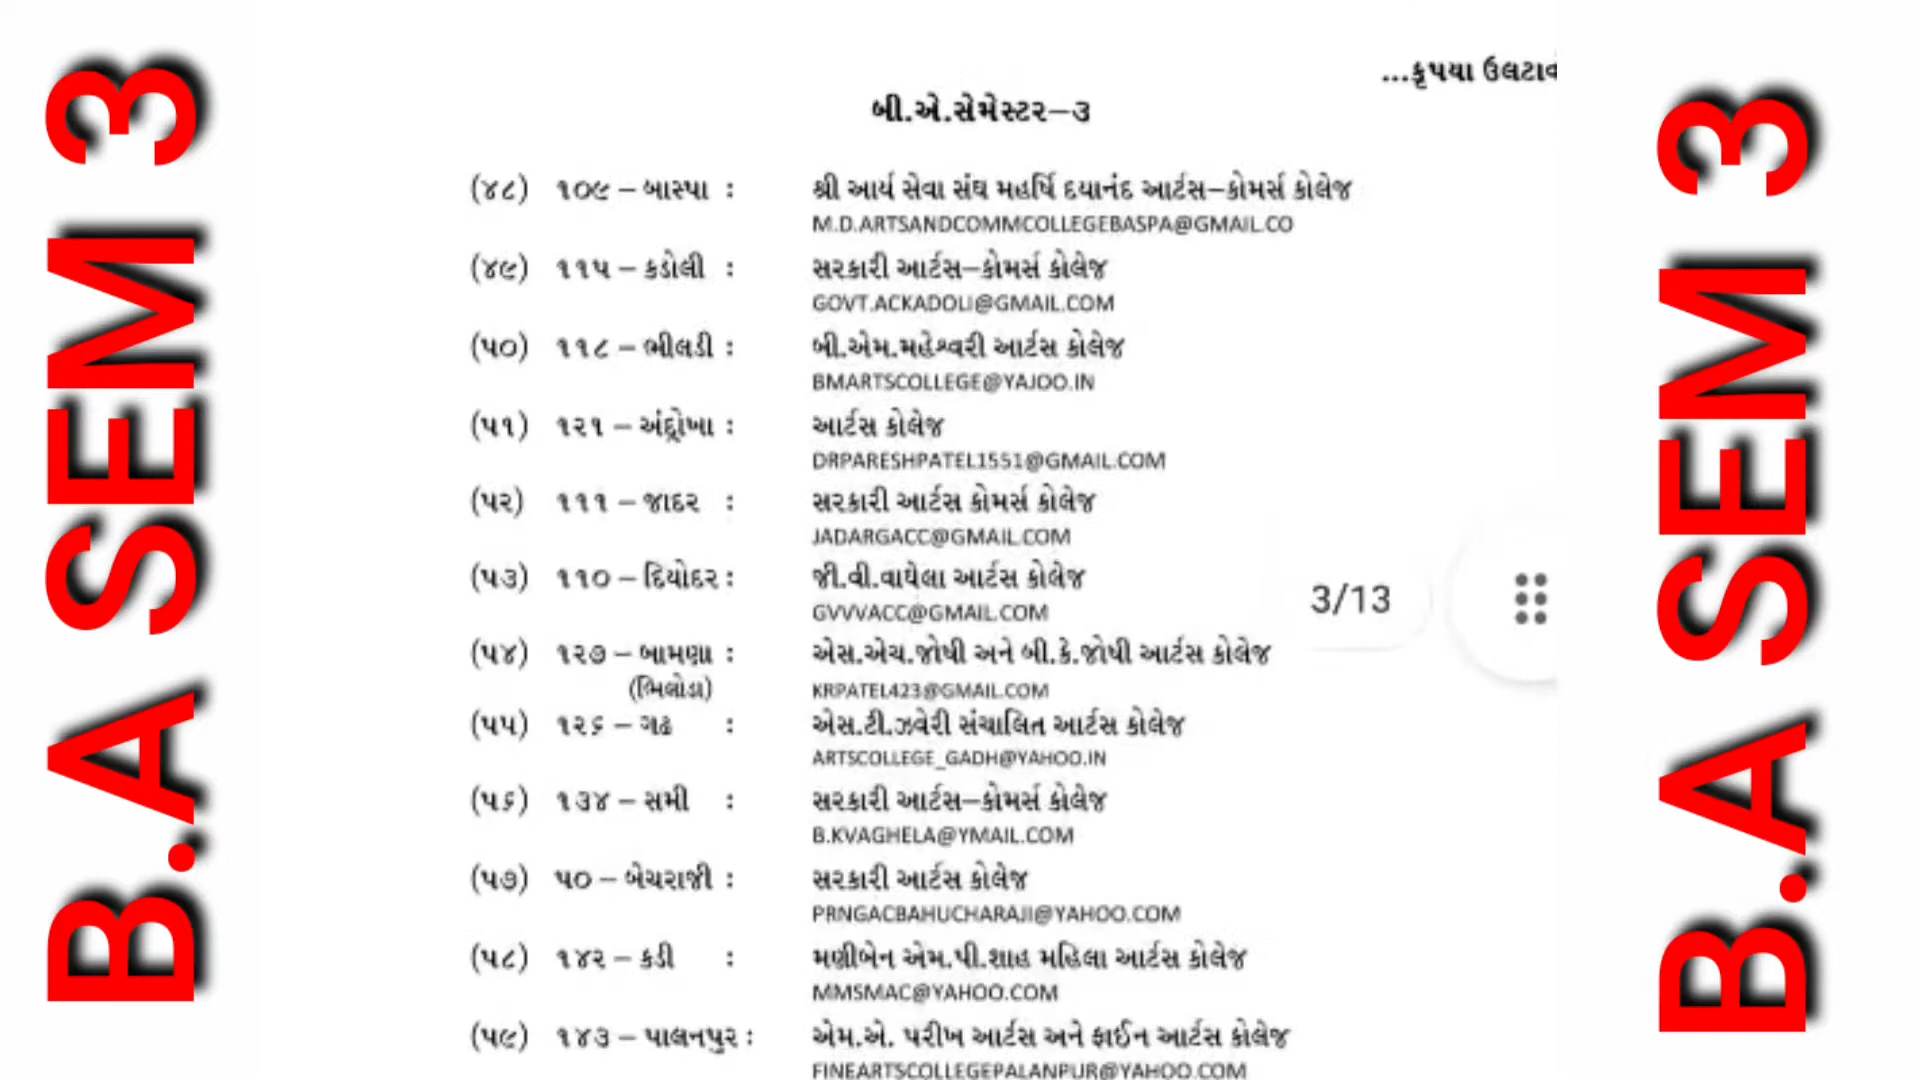 B.A SEM 3
...કૃપયા ઉલટાવ
બી.એ.સેમેસ્ટર–૩
(૪૮) ૧૦૯ – બાસ્પા : શ્રી આર્ય સેવા સંઘ મહર્ષિ દયાનંદ આર્ટસ–કોમર્સ કોલેજ
M.D.ARTSANDCOMMCOLLEGEBASPA@GMAIL.CO
(૪૯) ૧૧૫ – કડોલી : સરકારી આર્ટસ–કોમર્સ કોલેજ
GOVT.ACKADOLI@GMAIL.COM
(૫૦) ૧૧૮ – ભીલડી : બી.એમ.મહેશ્વરી આર્ટસ કોલેજ
BMARTSCOLLEGE@YAJOO.IN
(૫૧) ૧૨૧ – અંદ્રોખા : આર્ટસ કોલેજ
DRPARESHPATEL1551@GMAIL.COM
(૫૨) ૧૧૧ – જાદર : સરકારી આર્ટસ કોમર્સ કોલેજ
JADARGACC@GMAIL.COM
(૫૩) ૧૧૦ – દિયોદર : જી.વી.વાઘેલા આર્ટસ કોલેજ
GVVVACC@GMAIL.COM
3/13
(૫૪) ૧૨૭ – બામણા : એસ.એચ.જોષી અને બી.કે.જોષી આર્ટસ કોલેજ
(ભિલોડા) KRPATEL423@GMAIL.COM
(૫૫) ૧૨૬ – ગઢ : એસ.ટી.ઝવેરી સંચાલિત આર્ટસ કોલેજ
ARTSCOLLEGE_GADH@YAHOO.IN
(૫૬) ૧૩૪ – સમી : સરકારી આર્ટસ–કોમર્સ કોલેજ
B.KVAGHELA@YMAIL.COM
(૫૭) ૫૦ – બેચરાજી : સરકારી આર્ટસ કોલેજ
PRNGACBAHUCHARAJI@YAHOO.COM
(૫૮) ૧૪૨ – કડી : મણીબેન એમ.પી.શાહ મહિલા આર્ટસ કોલેજ
MMSMAC@YAHOO.COM
(૫૯) ૧૪૩ – પાલનપુર : એમ.એ. પરીખ આર્ટસ અને ફાઈન આર્ટસ કોલેજ
FINEARTSCOLLEGEPALANPUR@YAHOO.COM
B.A SEM 3